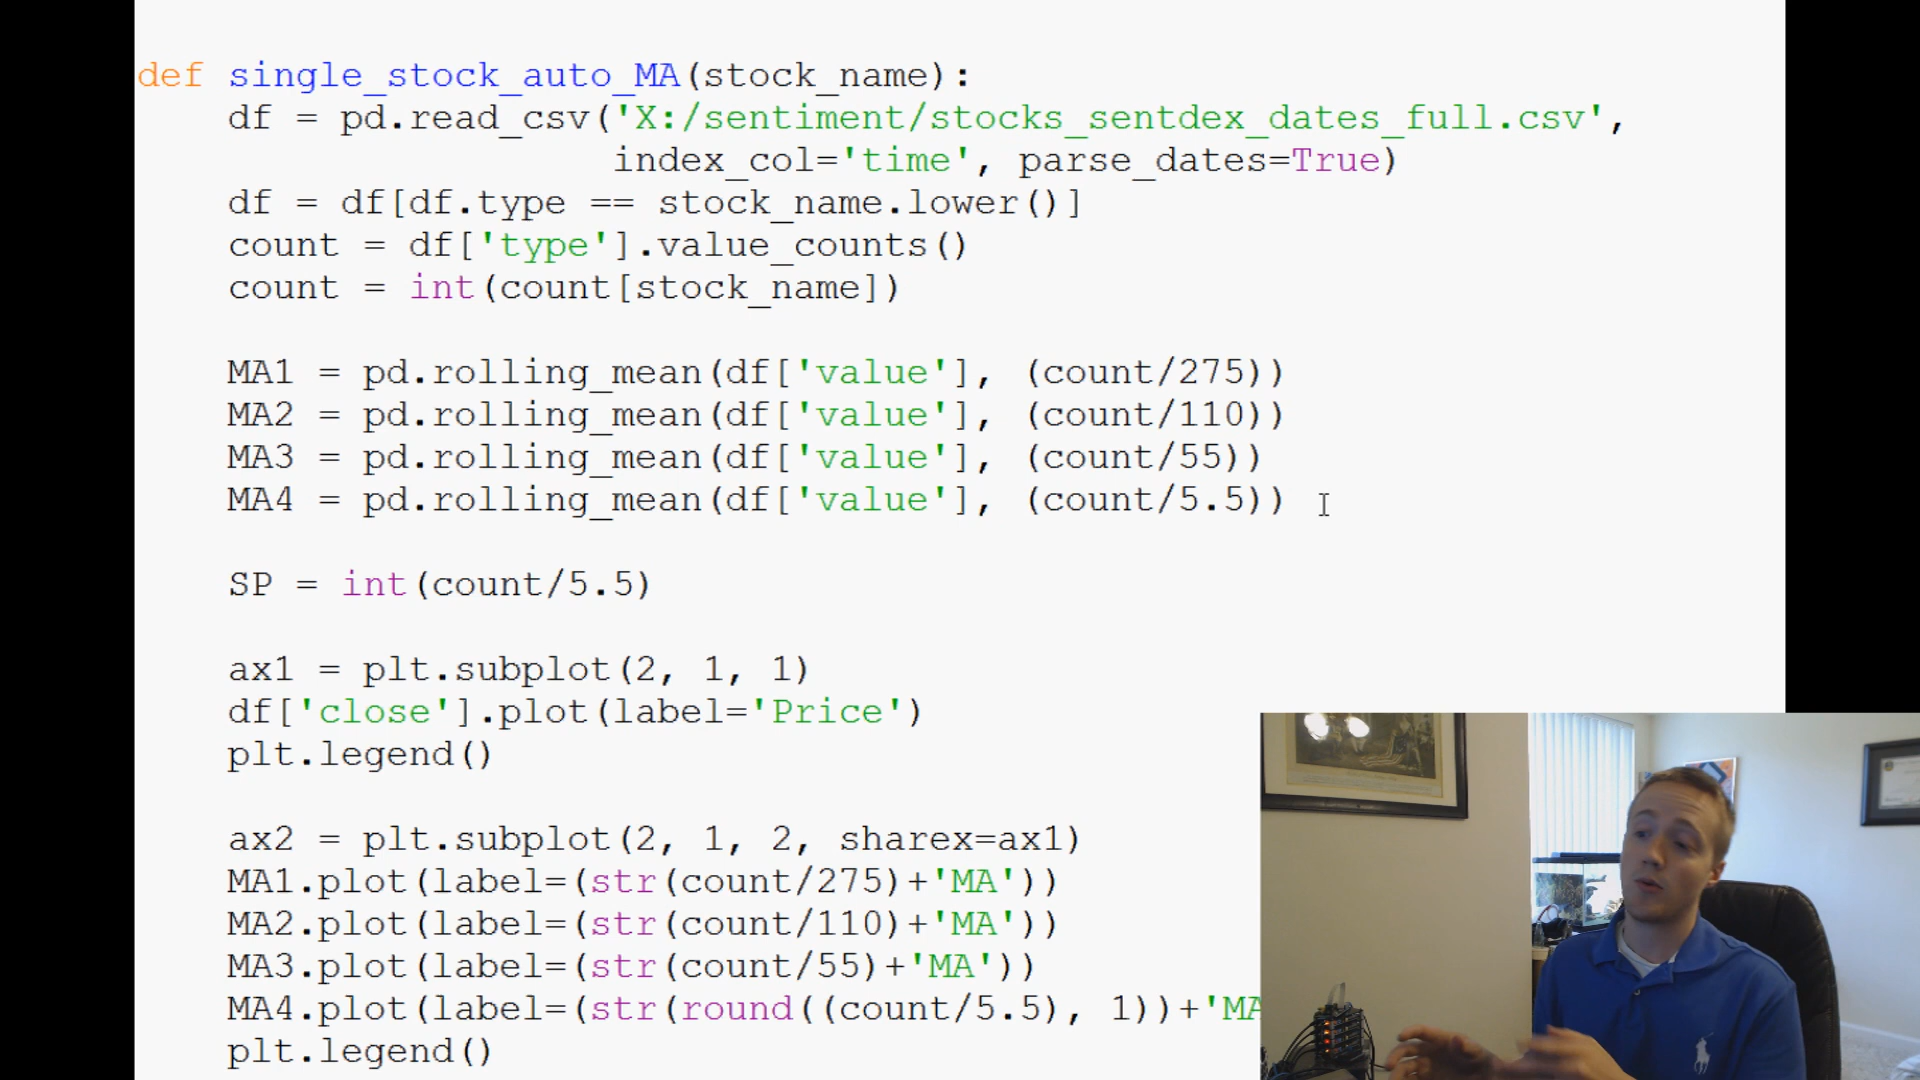 def single_stock_auto_MA(stock_name):
df = pd.read_csv('X:/sentiment/stocks_sentdex_dates_full.csv',
index_col='time', parse_dates=True)
df = df[df.type == stock_name.lower()]
count = df['type'].value_counts()
count = int(count[stock_name])
MA1 = pd.rolling_mean(df['value'], (count/275))
MA2 = pd.rolling_mean(df['value'], (count/110))
MA3 = pd.rolling_mean(df['value'], (count/55))
MA4 = pd.rolling_mean(df['value'], (count/5.5))
SP = int(count/5.5)
ax1 = plt.subplot(2, 1, 1)
df['close'].plot(label='Price')
plt.legend()
ax2 = plt.subplot(2, 1, 2, sharex=ax1)
MA1.plot(label=(str(count/275)+'MA'))
MA2.plot(label=(str(count/110)+'MA'))
MA3.plot(label=(str(count/55)+'MA'))
MA4.plot(label=(str(round((count/5.5), 1))+'MA
plt.legend()